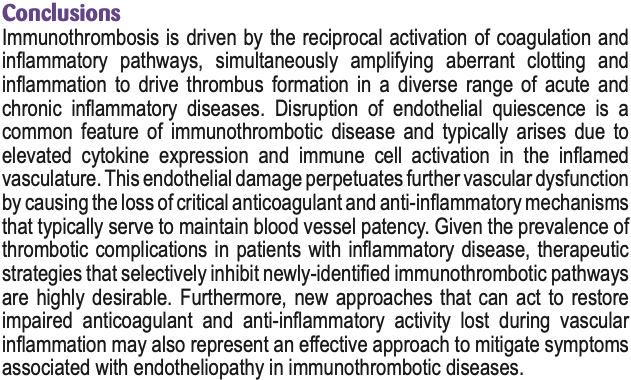 Conclusions
Immunothrombosis is driven by the reciprocal activation of coagulation and
inflammatory pathways, simultaneously amplifying aberrant clotting and
inflammation to drive thrombus formation in a diverse range of acute and
chronic inflammatory diseases. Disruption of endothelial quiescence is a
common feature of immunothrombotic disease and typically arises due to
elevated cytokine expression and immune cell activation in the inflamed
vasculature. This endothelial damage perpetuates further vascular dysfunction
by causing the loss of critical anticoagulant and anti-inflammatory mechanisms
that typically serve to maintain blood vessel patency. Given the prevalence of
thrombotic complications in patients with inflammatory disease, therapeutic
strategies that selectively inhibit newly-identified immunothrombotic pathways
are highly desirable. Furthermore, new approaches that can act to restore
impaired anticoagulant and anti-inflammatory activity lost during vascular
inflammation may also represent an effective approach to mitigate symptoms
associated with endotheliopathy in immunothrombotic diseases.